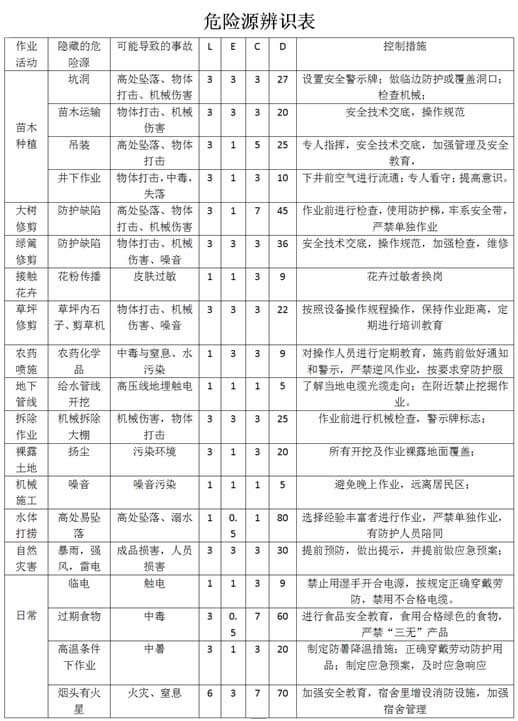 危险源辨识表
作业 隐藏的危 可能导致的事故 L E C D 控制措施
活动 险源
苗木
种植
坑洞 高处坠落、物体 3 3 3 27 设置安全警示牌；做临边防护或覆盖洞口；
打击、机械伤害 检查机械；
苗木运输 物体打击、机械 3 3 3 20 安全技术交底，操作规范
伤害
吊装 高处坠落、物体 3 1 5 25 专人指挥，安全技术交底，加强管理及安全
打击 教育，
井下作业 物体打击，中毒， 3 1 3 10 下井前空气进行流通；专人看守；提高意识。
失落
大树 防护缺陷 高处坠落、物体 3 1 7 45 作业前进行检查，使用防护梯，牢系安全带，
修剪 打击、机械伤害 严禁单独作业
绿篱 防护缺陷 物体打击、机械 3 3 3 36 安全技术交底，操作规范，加强检查，维修
修剪 伤害、噪音
接触 花粉传播 皮肤过敏 1 1 3 9 花卉过敏者换岗
花卉
草坪 草坪内石 物体打击、机械 3 3 3 22 按照设备操作规程操作，保持作业距离，定
修剪 子、剪草机 伤害、噪音 期进行培训教育
农药 农药化学 中毒与窒息、水 1 3 3 9 对操作人员进行定期教育，施药前做好通知
喷施 品 污染 和警示，严禁逆风作业，按要求穿防护服
地下 给水管线 高压线地埋触电 1 1 1 5 了解当地电缆光缆走向；在附近禁止挖掘作
管线 开挖 业。
拆除 机械拆除 机械伤害，物体 3 3 3 25 作业前进行机械检查，警示牌标志；
作业 大棚 打击
裸露 扬尘 污染环境 3 1 3 20 所有开挖及作业裸露地面覆盖；
土地
机械 噪音 噪音污染 1 1 1 5 避免晚上作业，远离居民区；
施工
水体 高处易坠 高处坠落、溺水 1 0. 1 80 选择经验丰富者进行作业，严禁单独作业，
打捞 落 5 有防护人员陪同
自然 暴雨，强 成品损害，人员 3 3 3 30 提前预防，做出提示，并提前做应急预案；
灾害 风，雷电 损害
日常
临电 触电 1 1 3 9 禁止用湿手开合电源，按规定正确穿戴劳
防，禁用不合格电缆。
过期食物 中毒 3 0. 7 60 进行食品安全教育，食用合格绿色的食物，
5 严禁“三无”产品
高温条件 中暑 3 1 3 20 制定防暑降温措施；正确穿戴劳动防护用
下作业 品；制定应急预案，及时应急响应
烟头有火 火灾、窒息 6 3 7 70 加强安全教育，宿舍里增设消防设施，加强
星 宿舍管理